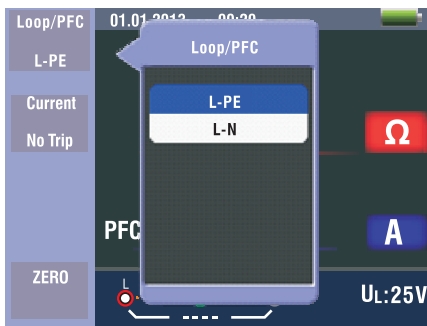 Loop/PFC
L-PE
Current
No Trip
ZERO
01.01
Loop/PFC
L-PE
L-N
Ω
PFC
A
L
UL:25V